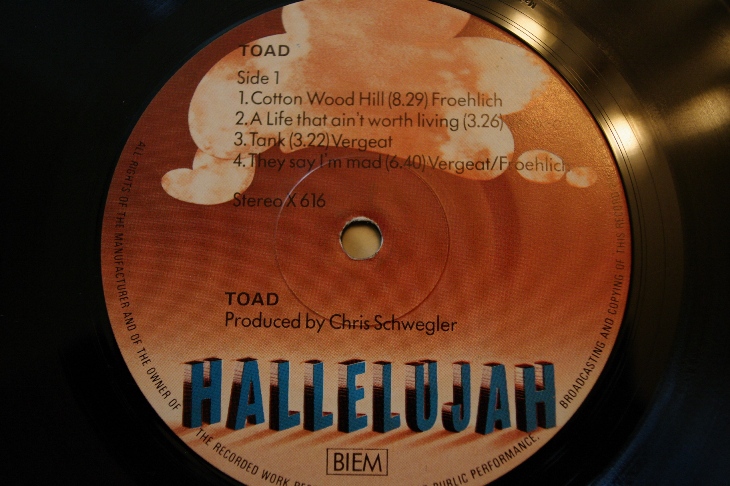 TOAD
Side 1
1. Cotton Wood Hill (8.29) Froehlich
2. A Life that ain't worth living (3.26)
3. Tank (3.22) Vergeat
4. They say I'm mad (6.40) Vergeat/Froehlich
Stereo X 616
TOAD
Produced by Chris Schwegler
HALLELUJAH
BIEM
ALL RIGHTS OF THE MANUFACTURER AND OF THE OWNER OF
THE RECORDED WORK
PUBLIC PERFORMANCE.
BROADCASTING AND COPYING OF THIS